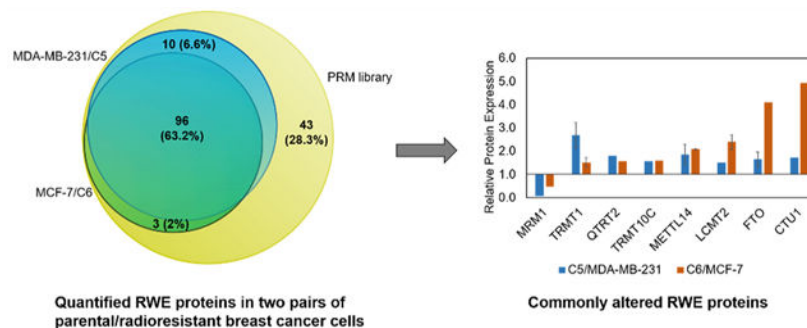 10 (6.6%)
MDA-MB-231/C5
PRM library
96
(63.2%)
43
(28.3%)
MCF-7/C6
3 (2%)
Quantified RWE proteins in two pairs of
parental/radioresistant breast cancer cells
Relative Protein Expression
6.0
5.0
4.0
3.0
2.0
1.0
0.0
MRM1
TRMT1
QTRT2
TRMT10C
METTL14
LCMT2
FTO
CTU1
C5/MDA-MB-231
C6/MCF-7
Commonly altered RWE proteins